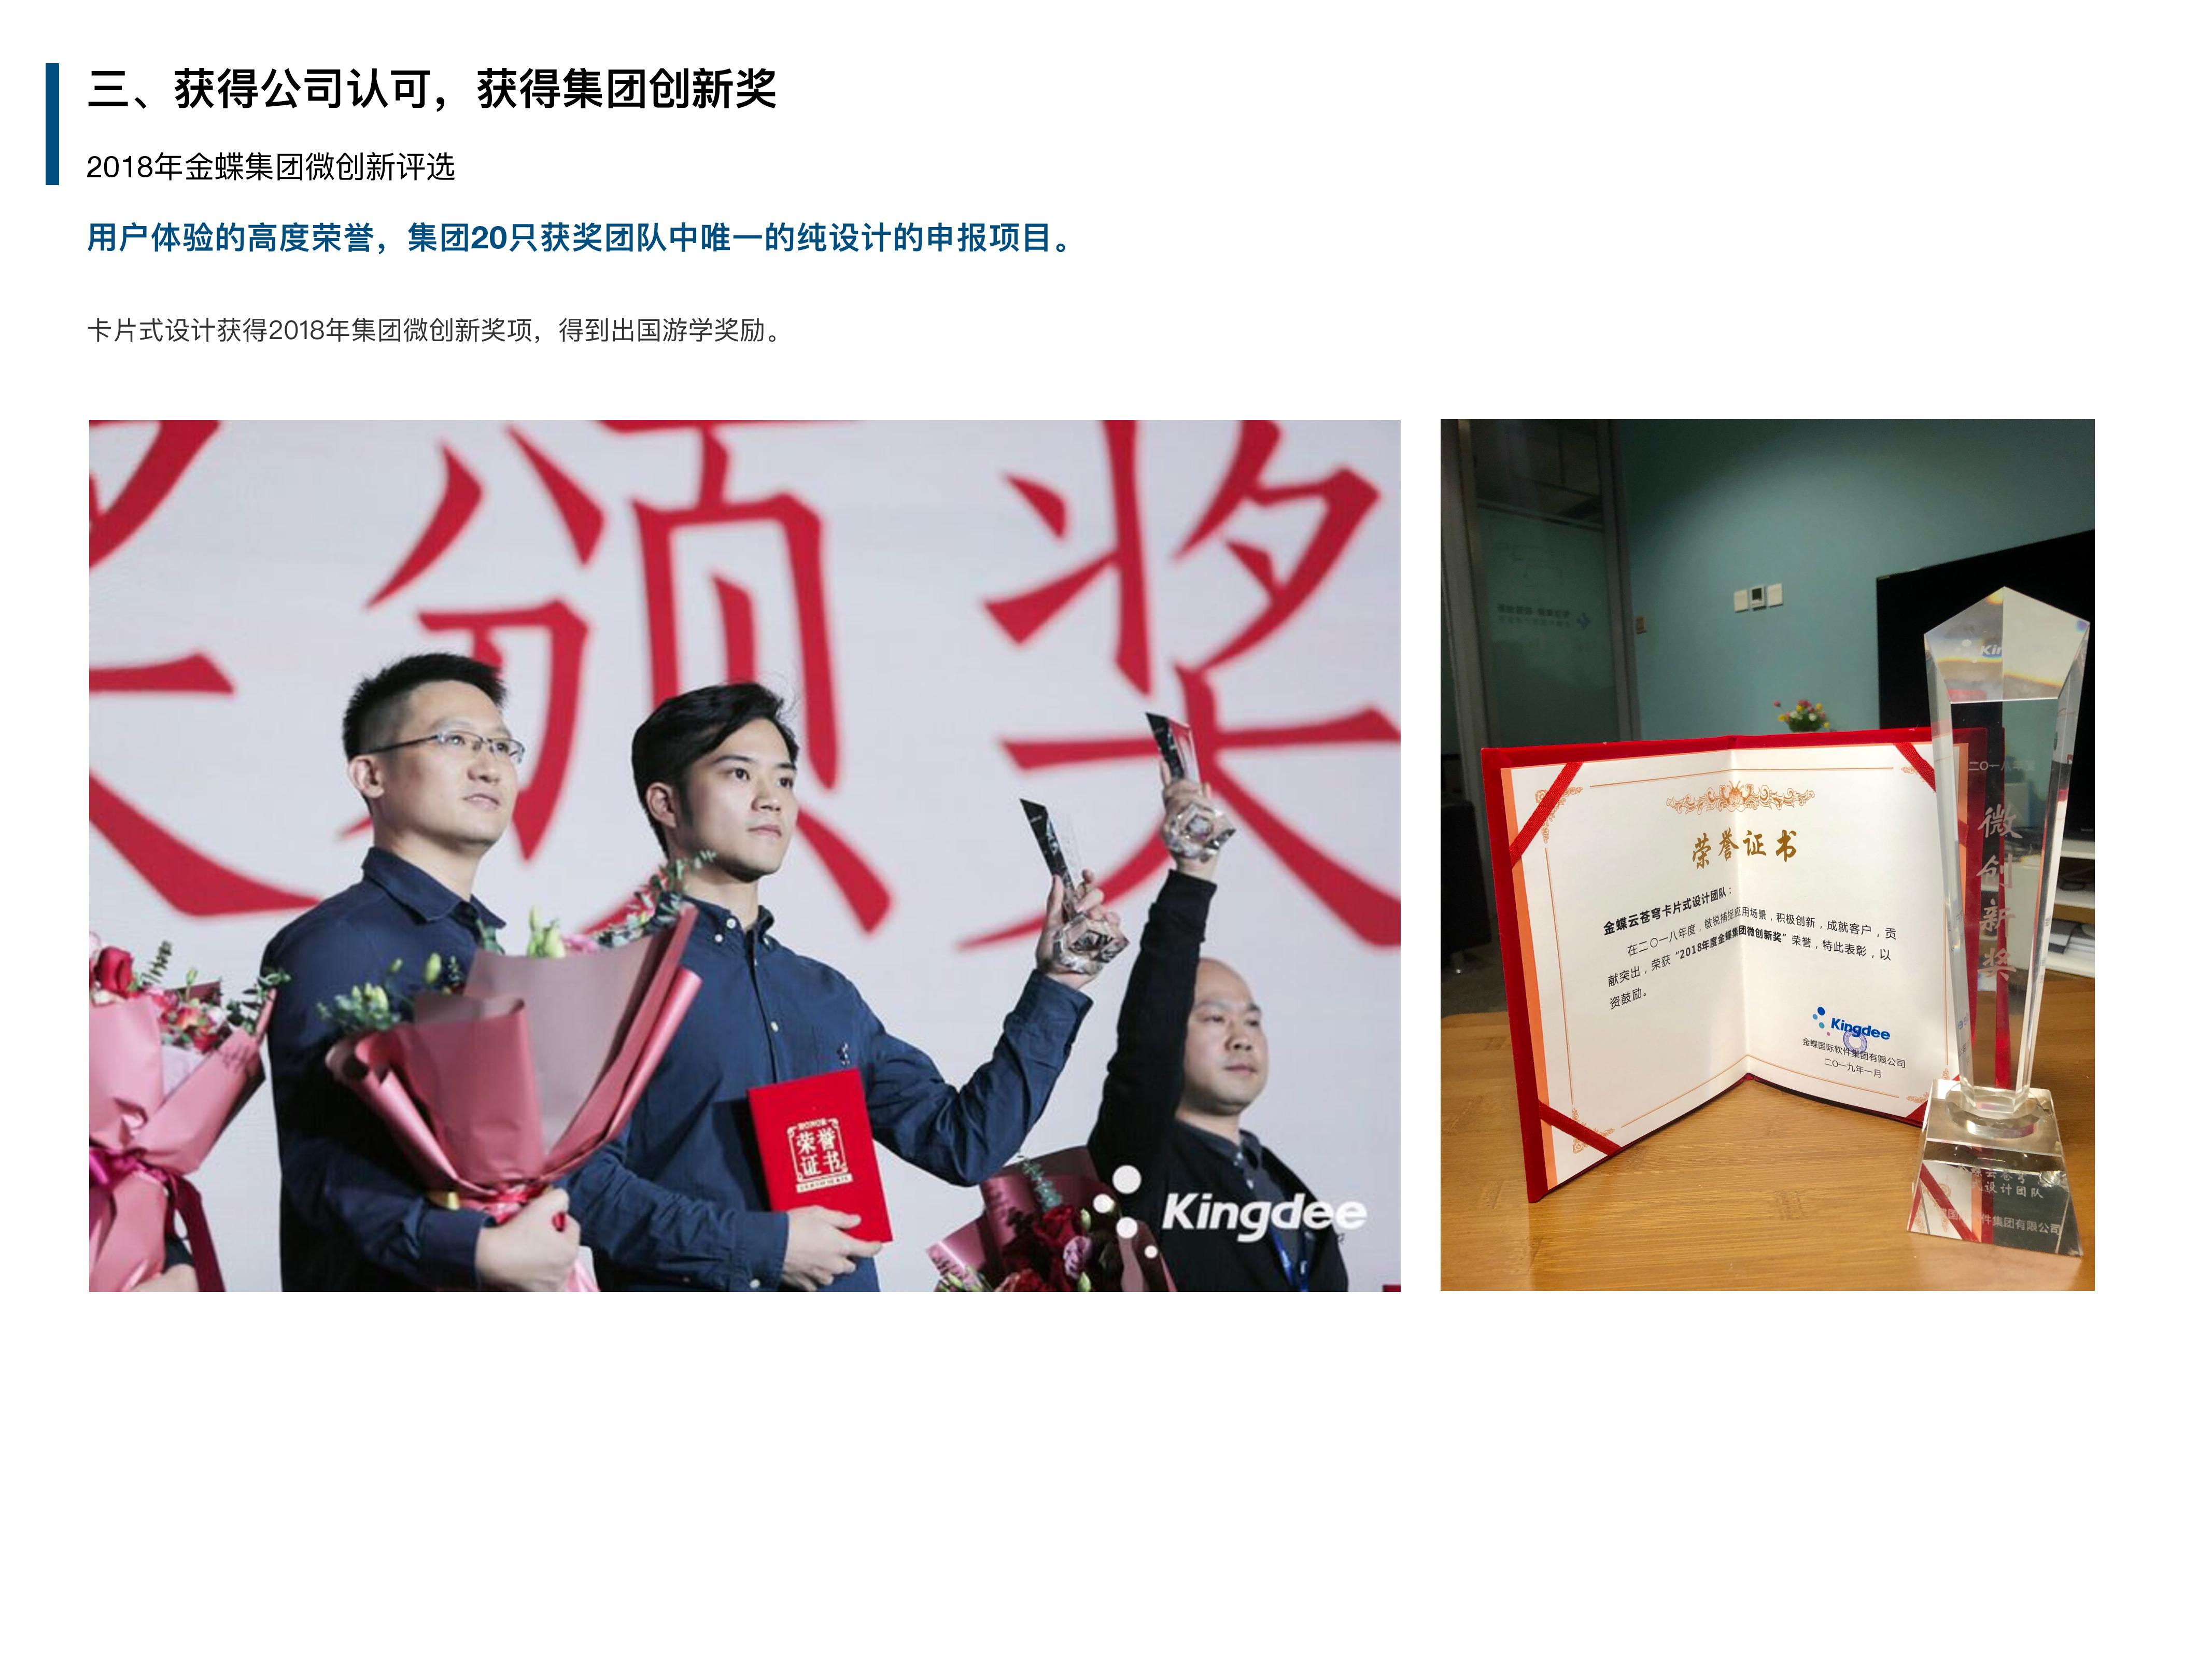 三、获得公司认可，获得集团创新奖
2018年金蝶集团微创新评选
用户体验的高度荣誉，集团20只获奖团队中唯一的纯设计的申报项目。
卡片式设计获得2018年集团微创新奖项，得到出国游学奖励。
颁奖
HONOR
荣誉
证书
Kingdee
荣誉证书
金蝶云苍穹卡片式设计团队：
在二〇一八年度，敏锐捕捉应用场景，积极创新，成就客户，贡
献突出，荣获“2018年度金蝶集团微创新奖”荣誉，特此表彰，以
资鼓励。
Kingdee
金蝶国际软件集团有限公司
二〇一九年一月
二〇一八
微创新奖
设计团队
件集团有限公司